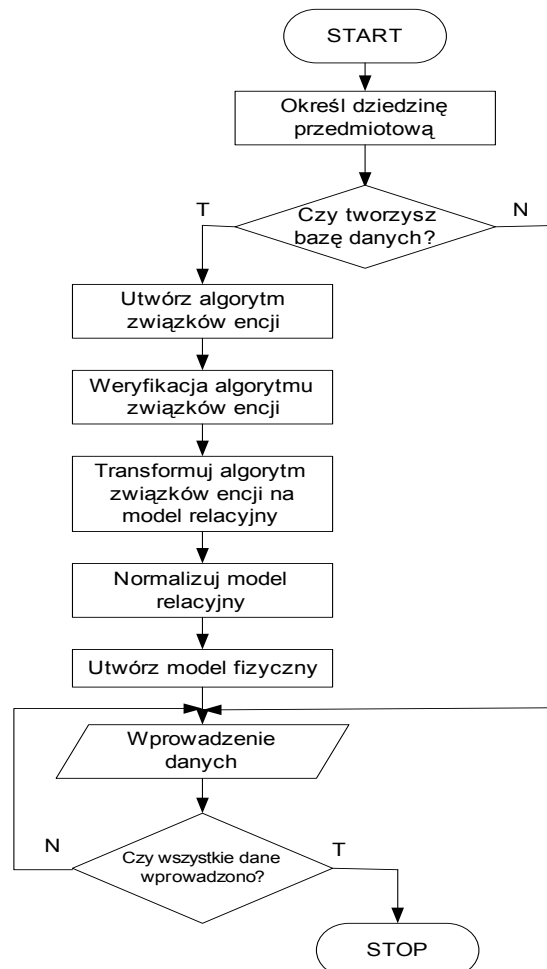 START
Określ dziedzinę
przedmiotową
T
Czy tworzysz
bazę danych?
N
Utwórz algorytm
związków encji
Weryfikacja algorytmu
związków encji
Transformuj algorytm
związków encji na
model relacyjny
Normalizuj model
relacyjny
Utwórz model fizyczny
Wprowadzenie
danych
N
Czy wszystkie dane
wprowadzono?
T
STOP